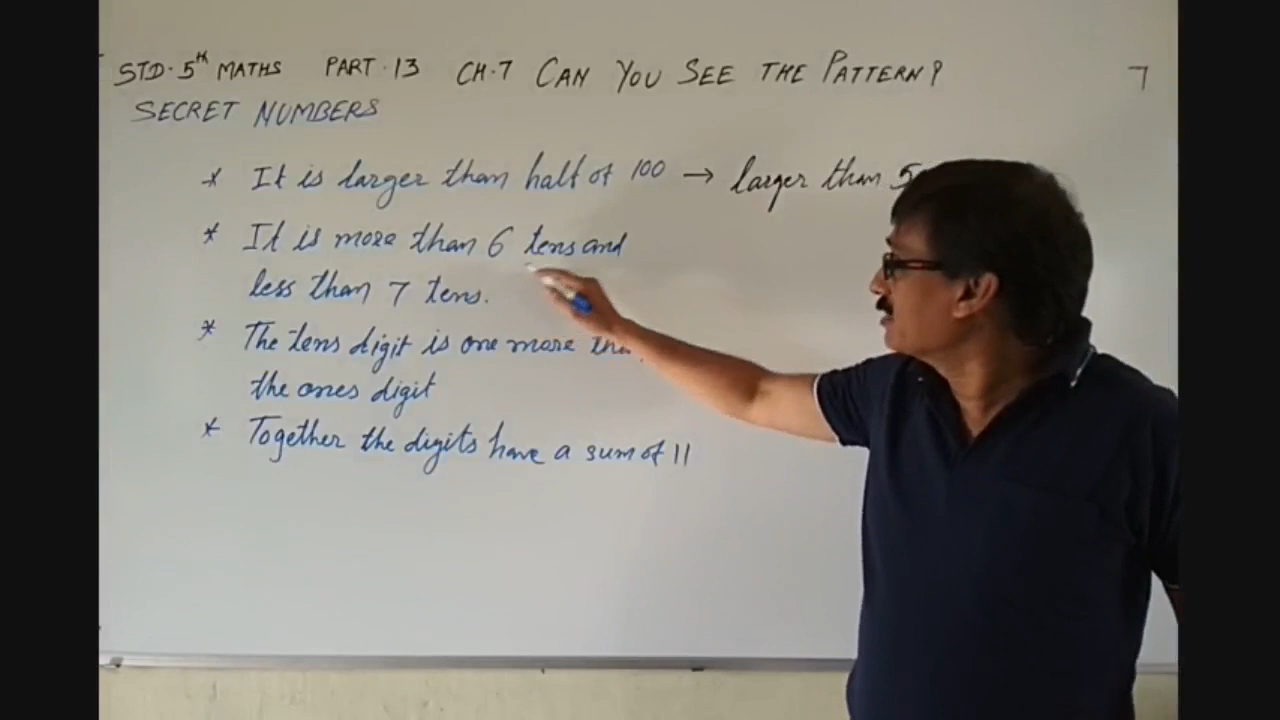 STD. 5th MATHS PART. 13 CH.7 CAN YOU SEE THE PATTERN? 7
SECRET NUMBERS
* It is larger than half of 100 → larger than 5
* It is more than 6 tens and
less than 7 tens.
* The tens digit is one more
the ones digit
* Together the digits have a sum of 11